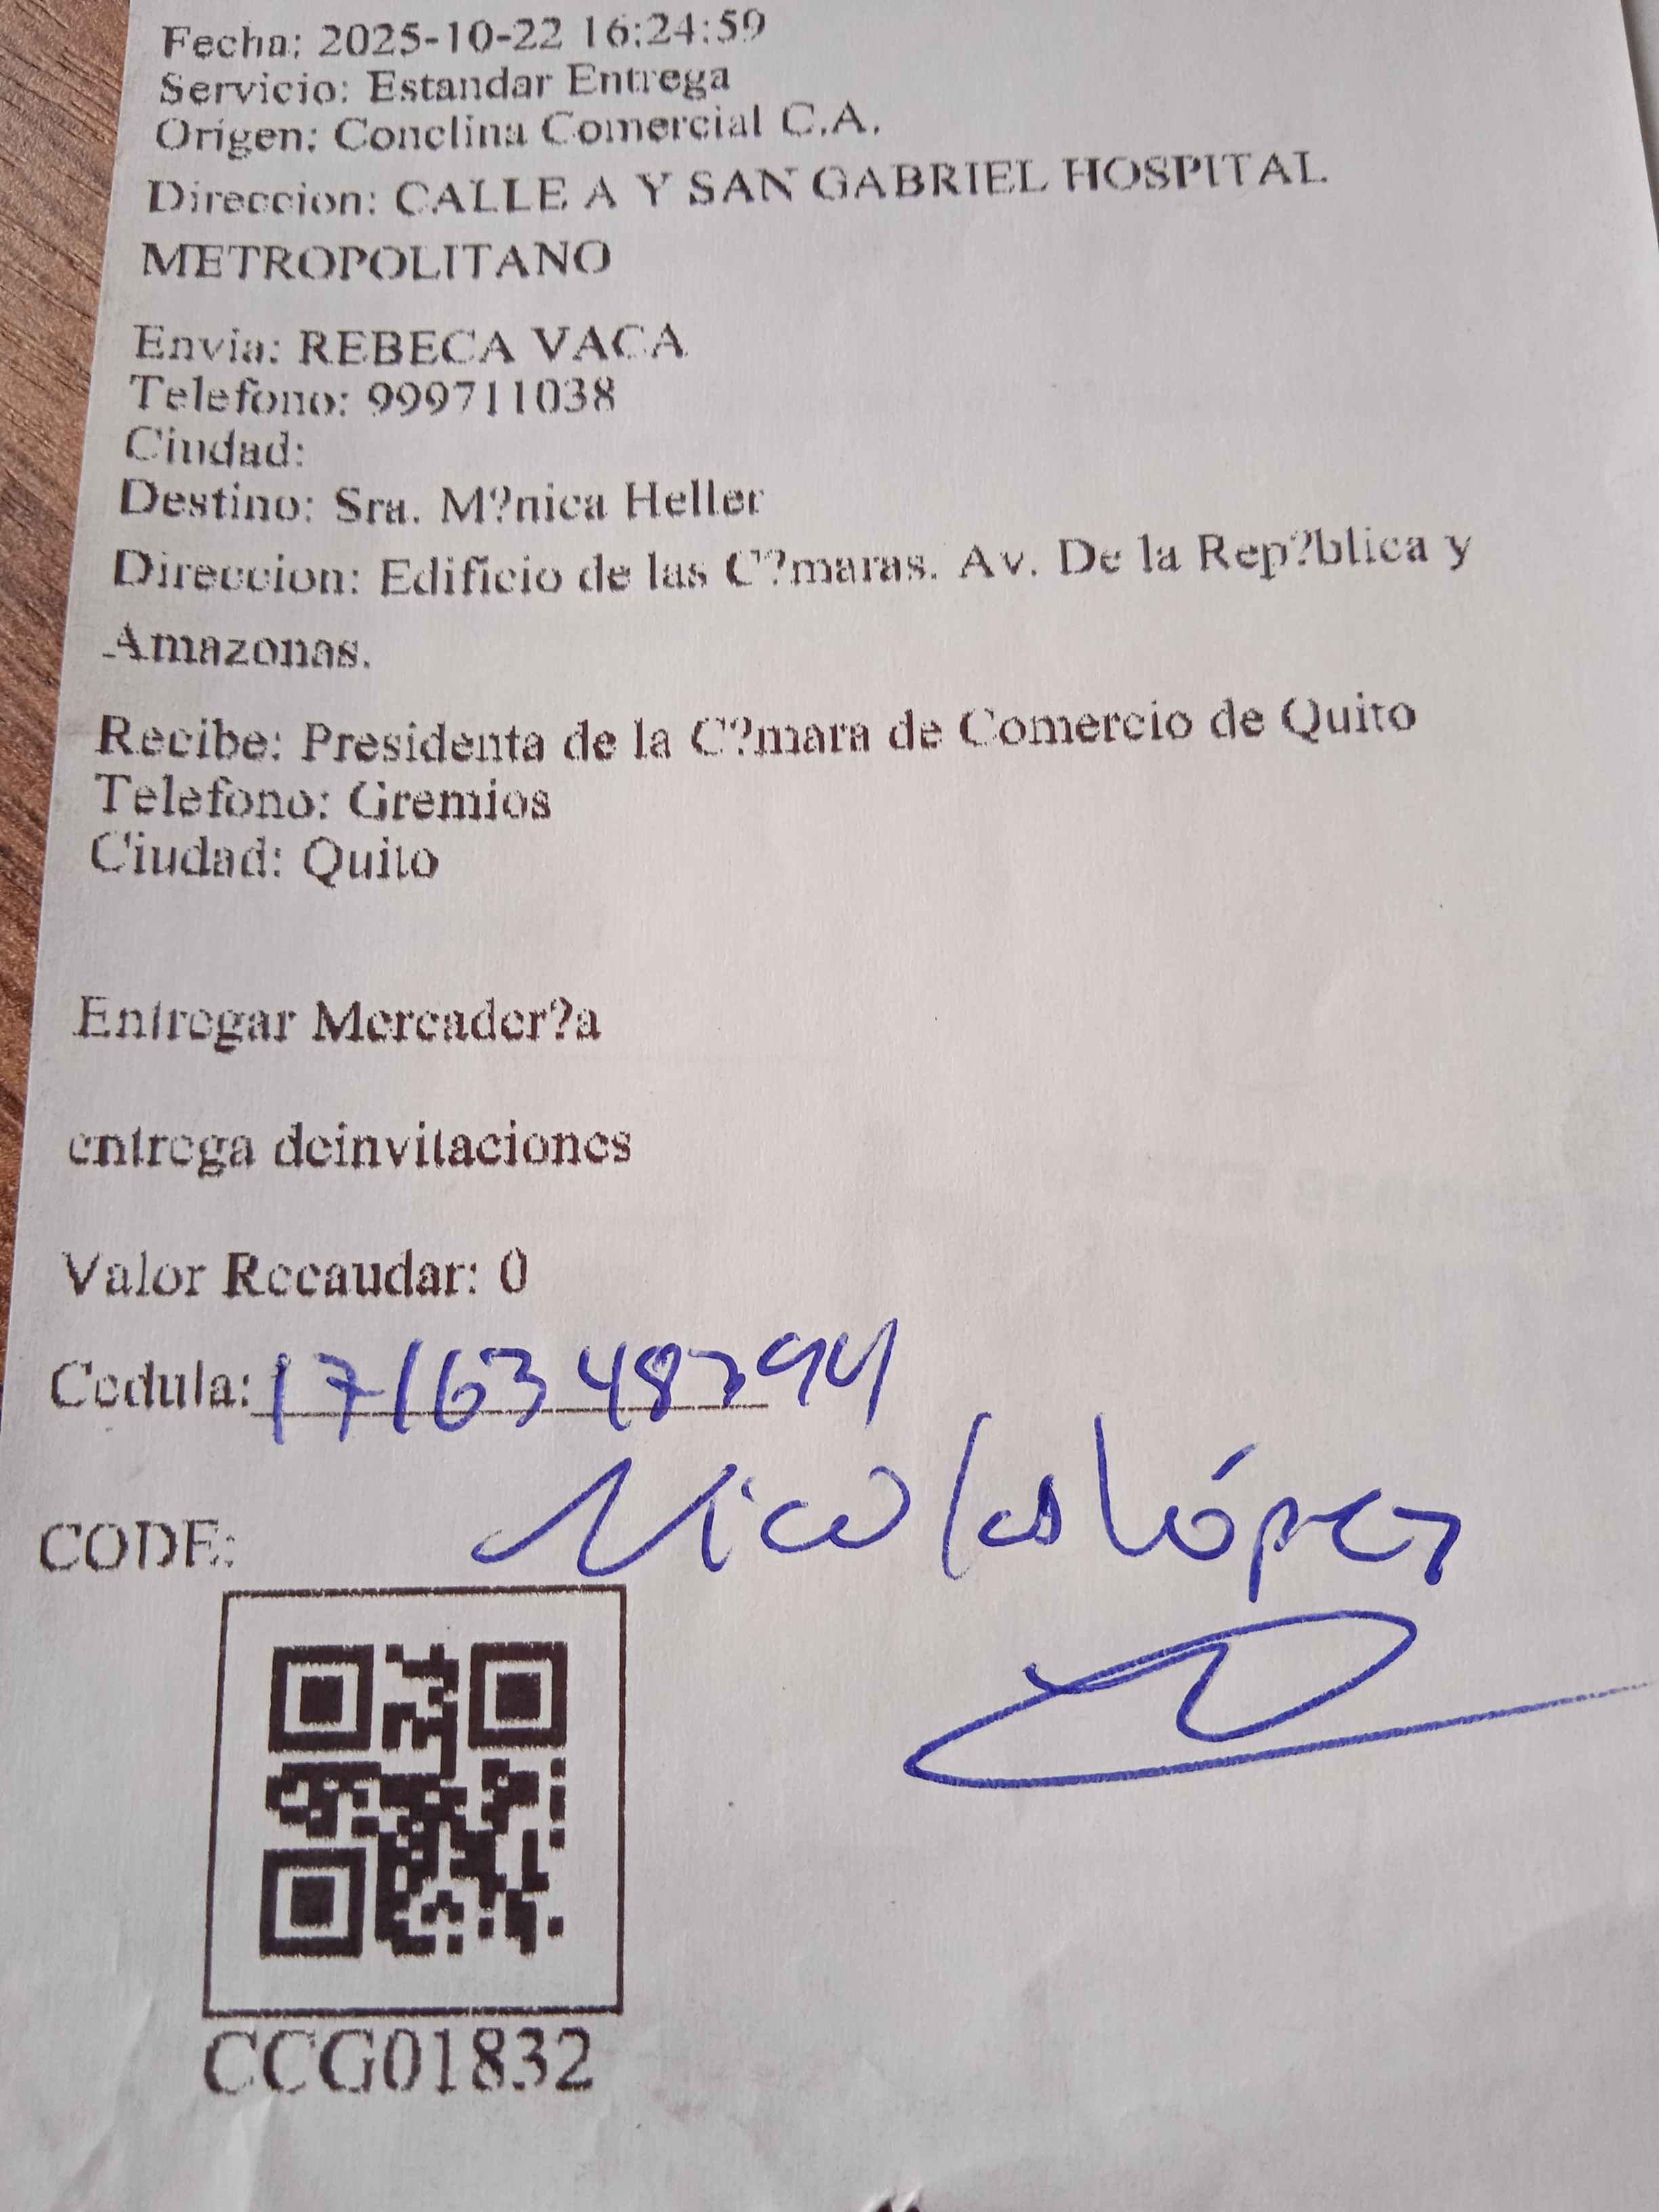 Fecha: 2025-10-22 16:24:59
Servicio: Estandar Entrega
Origen: Conclina Comercial C.A.
Direccion: CALLE A Y SAN GABRIEL HOSPITAL
METROPOLITANO
Envia: REBECA VACA
Telefono: 999711038
Ciudad:
Destino: Sra. M?nica Heller
Direccion: Edificio de las C?maras. Av. De la Rep?blica y
Amazonas.
Recibe: Presidenta de la C?mara de Comercio de Quito
Telefono: Gremios
Ciudad: Quito
Entregar Mercader?a
entrega deinvitaciones
Valor Recaudar: 0
Cedula:
Nicolas López
CODE:
CCG01832